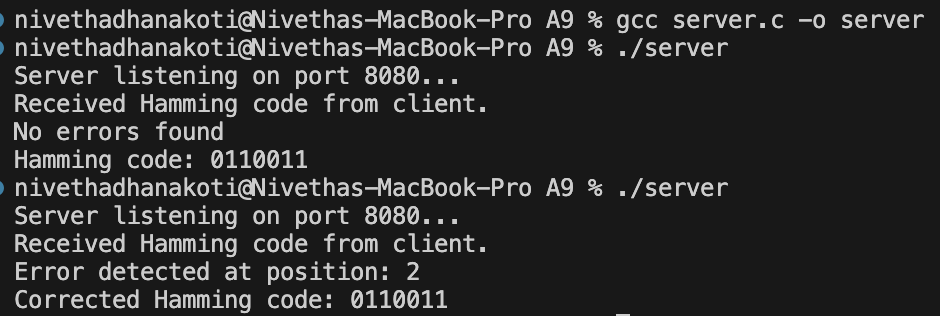 nivethadhanakoti@Nivethas-MacBook-Pro A9 % gcc server.c -o server
nivethadhanakoti@Nivethas-MacBook-Pro A9 % ./server
Server listening on port 8080...
Received Hamming code from client.
No errors found
Hamming code: 0110011
nivethadhanakoti@Nivethas-MacBook-Pro A9 % ./server
Server listening on port 8080...
Received Hamming code from client.
Error detected at position: 2
Corrected Hamming code: 0110011